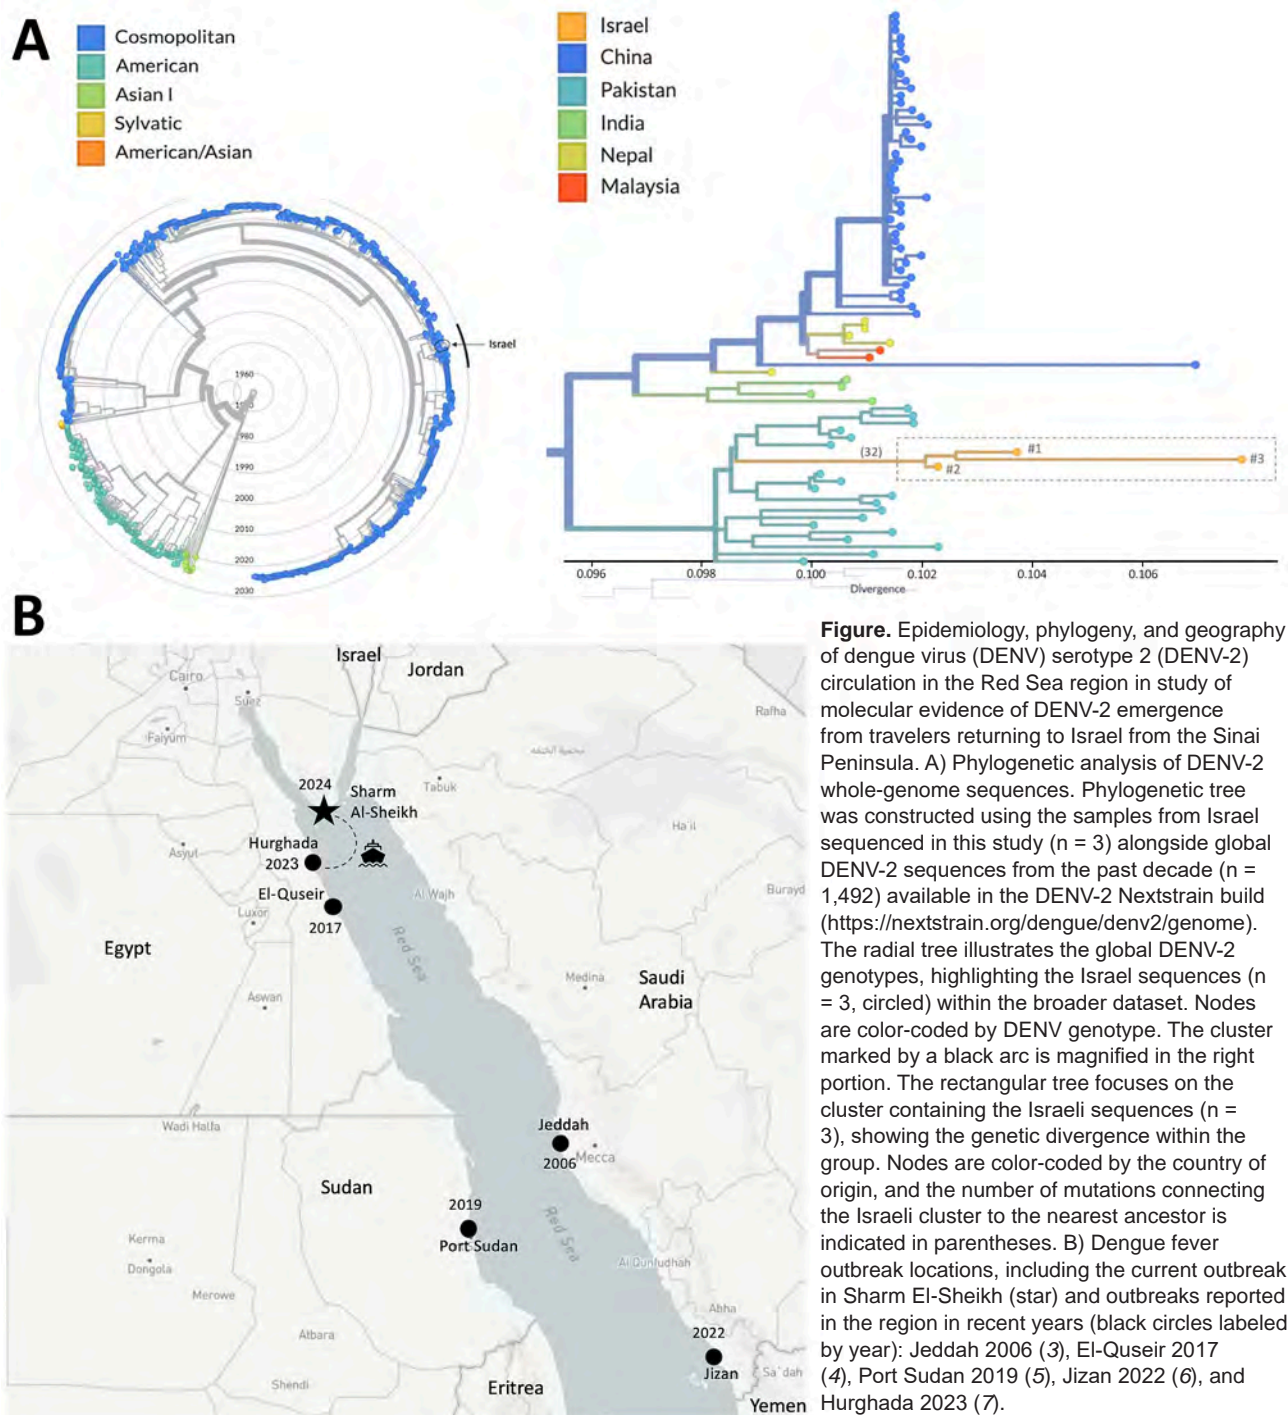 A
Cosmopolitan
American
Asian I
Sylvatic
American/Asian
Israel
China
Pakistan
India
Nepal
Malaysia
Israel
1960
1980
1990
2000
2010
2020
2030
(32)
#1
#2
#3
0.096
0.098
0.100
0.102
0.104
0.106
Divergence
B
Israel
Jordan
Cairo
Suez
Rafha
Faiyum
2024
Sharm
Al-Sheikh
Tabuk
Hurghada
2023
Ha'il
Asyut
El-Quseir
2017
Al Wajh
Burayd
Luxor
Egypt
Red Sea
Medina
Saudi
Arabia
Aswan
Wadi Halfa
Jeddah
2006
Mecca
Sudan
2019
Port Sudan
Red Sea
Kerma
Dongola
Al Qunfudhah
Merowe
Abha
Atbara
2022
Jizan
Sa'dah
Shendi
Eritrea
Yemen
Figure. Epidemiology, phylogeny, and geography
of dengue virus (DENV) serotype 2 (DENV-2)
circulation in the Red Sea region in study of
molecular evidence of DENV-2 emergence
from travelers returning to Israel from the Sinai
Peninsula. A) Phylogenetic analysis of DENV-2
whole-genome sequences. Phylogenetic tree
was constructed using the samples from Israel
sequenced in this study (n = 3) alongside global
DENV-2 sequences from the past decade (n =
1,492) available in the DENV-2 Nextstrain build
(https://nextstrain.org/dengue/denv2/genome).
The radial tree illustrates the global DENV-2
genotypes, highlighting the Israel sequences (n
= 3, circled) within the broader dataset. Nodes
are color-coded by DENV genotype. The cluster
marked by a black arc is magnified in the right
portion. The rectangular tree focuses on the
cluster containing the Israeli sequences (n =
3), showing the genetic divergence within the
group. Nodes are color-coded by the country of
origin, and the number of mutations connecting
the Israeli cluster to the nearest ancestor is
indicated in parentheses. B) Dengue fever
outbreak locations, including the current outbreak
in Sharm El-Sheikh (star) and outbreaks reported
in the region in recent years (black circles labeled
by year): Jeddah 2006 (3), El-Quseir 2017
(4), Port Sudan 2019 (5), Jizan 2022 (6), and
Hurghada 2023 (7).